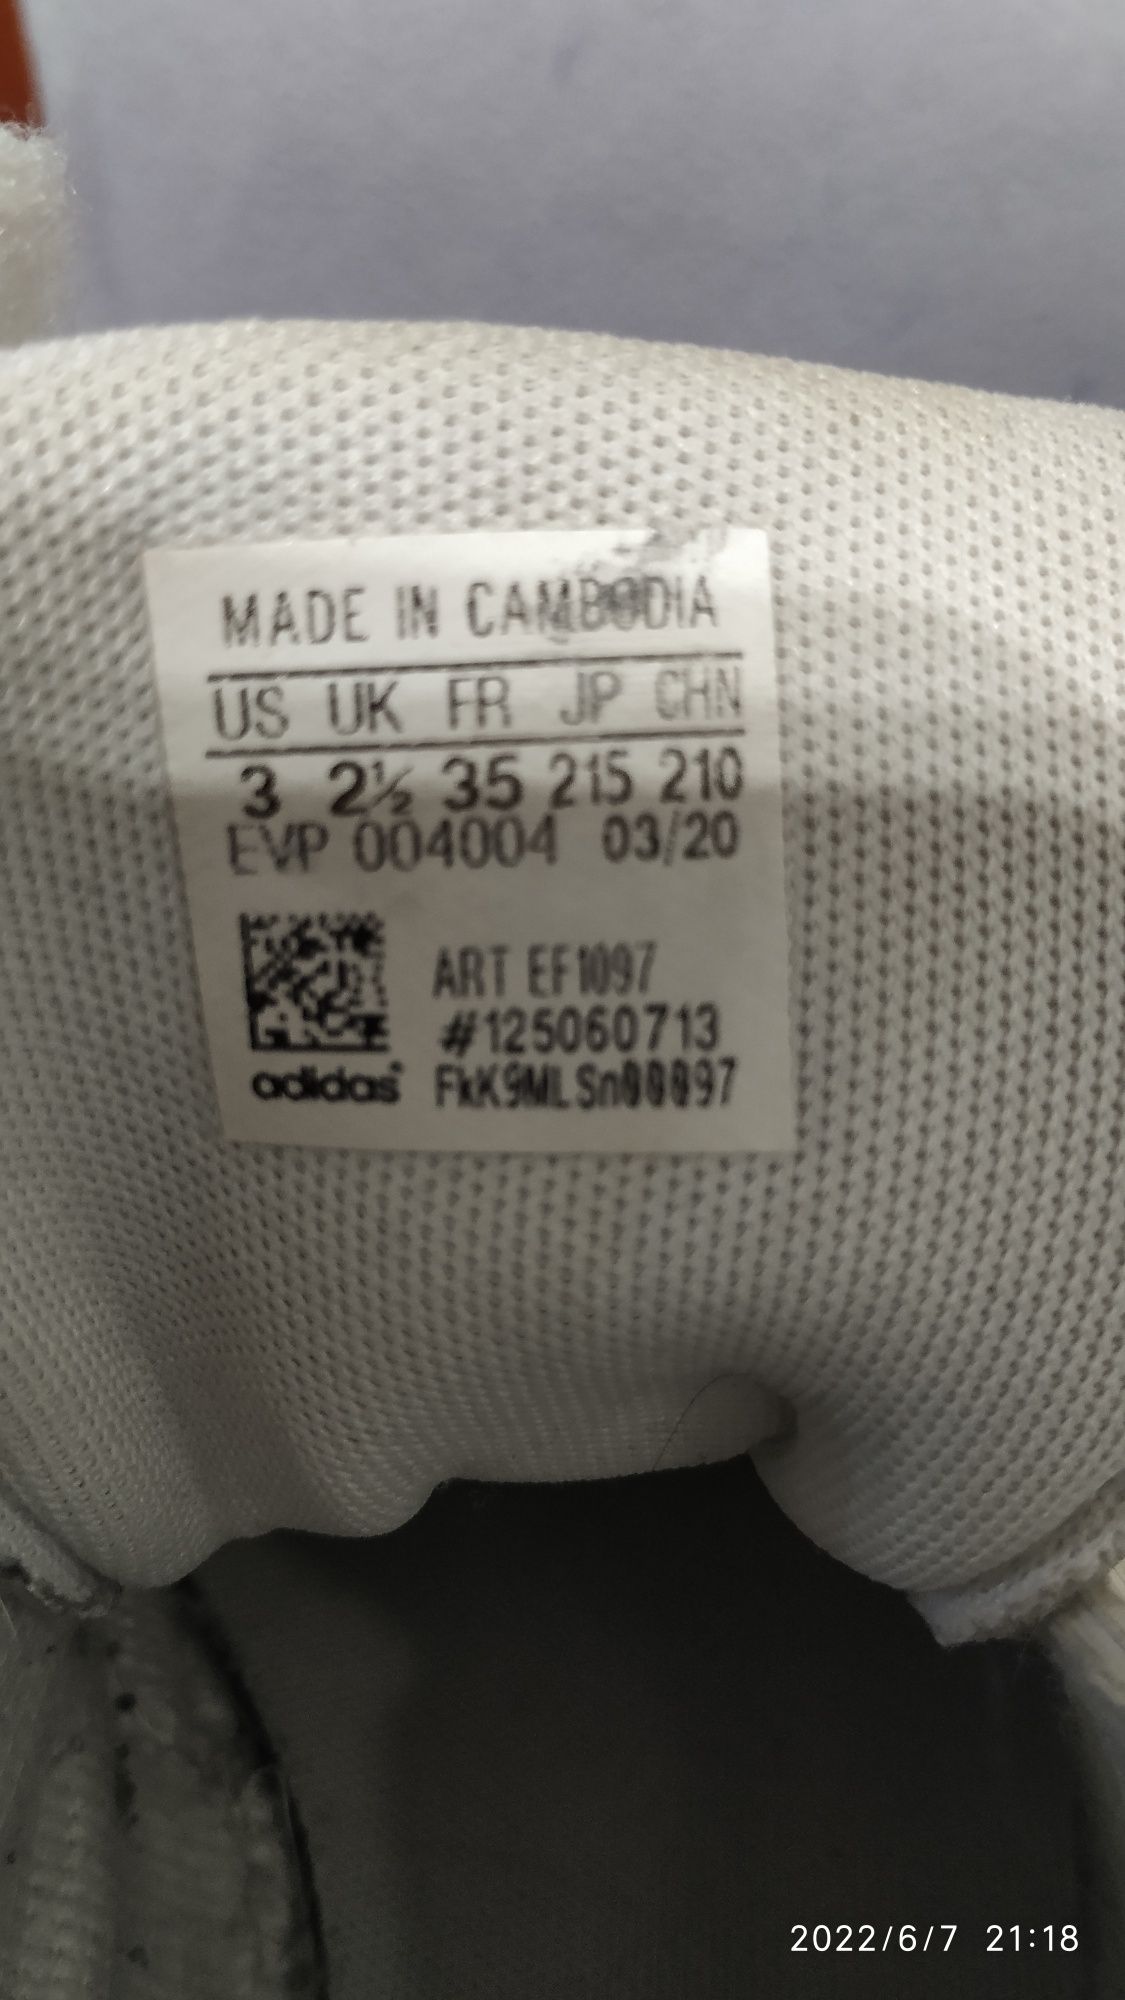 MADE IN CAMBODIA
US UK FR JP CHN
3 2½ 35 215 210
EVP 004004 03/20
ART EF1097
#125060713
adidas FkK9MLSn00097
2022/6/7 21:18